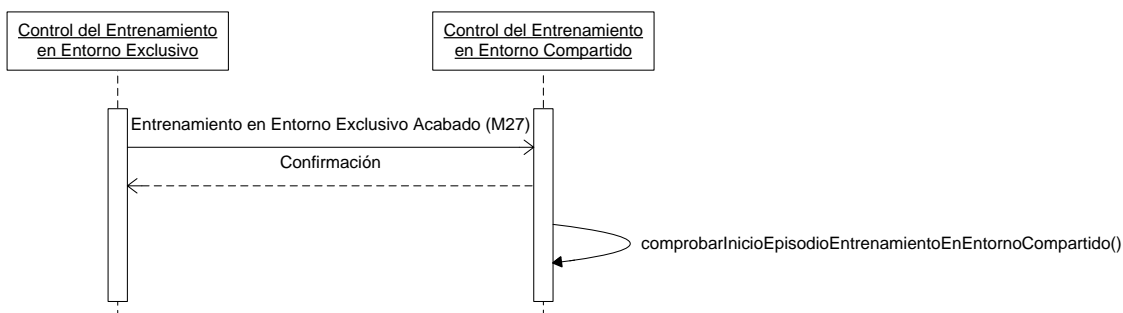 Control del Entrenamiento
en Entorno Exclusivo
Control del Entrenamiento
en Entorno Compartido
Entrenamiento en Entorno Exclusivo Acabado (M27)
Confirmación
comprobarInicioEpisodioEntrenamientoEnEntornoCompartido()